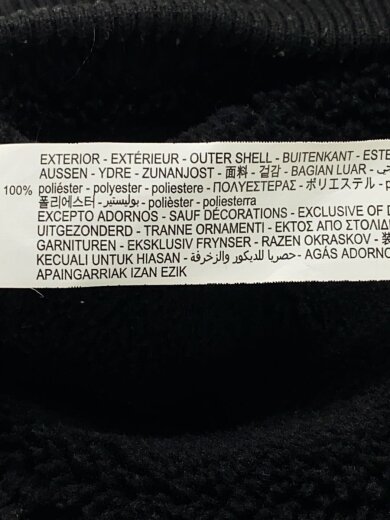 EXTERIOR - EXTÉRIEUR - OUTER SHELL - BUITENKANT -
AUSSEN - YDRE - ZUNANJOST - 面料 - 겉감 - BAGIAN LUAR -
100% poliéster - polyester - poliestere - ΠΟΛΥΕΣΤΕΡΑΣ - ポリエステル -
폴리에스터 - بوليستير - polièster - poliesterra
EXCEPTO ADORNOS - SAUF DÉCORATIONS - EXCLUSIVE OF
UITGEZONDERD - TRANNE ORNAMENTI - ΕΚΤΟΣ ΑΠΟ
GARNITUREN - EKSKLUSIV FRYNSER - RAZEN OKRASKOV -
KECUALI UNTUK HIASAN - حصريا للديكور والزخرفة - AGÁS
APAINGARRIAK IZAN EZIK